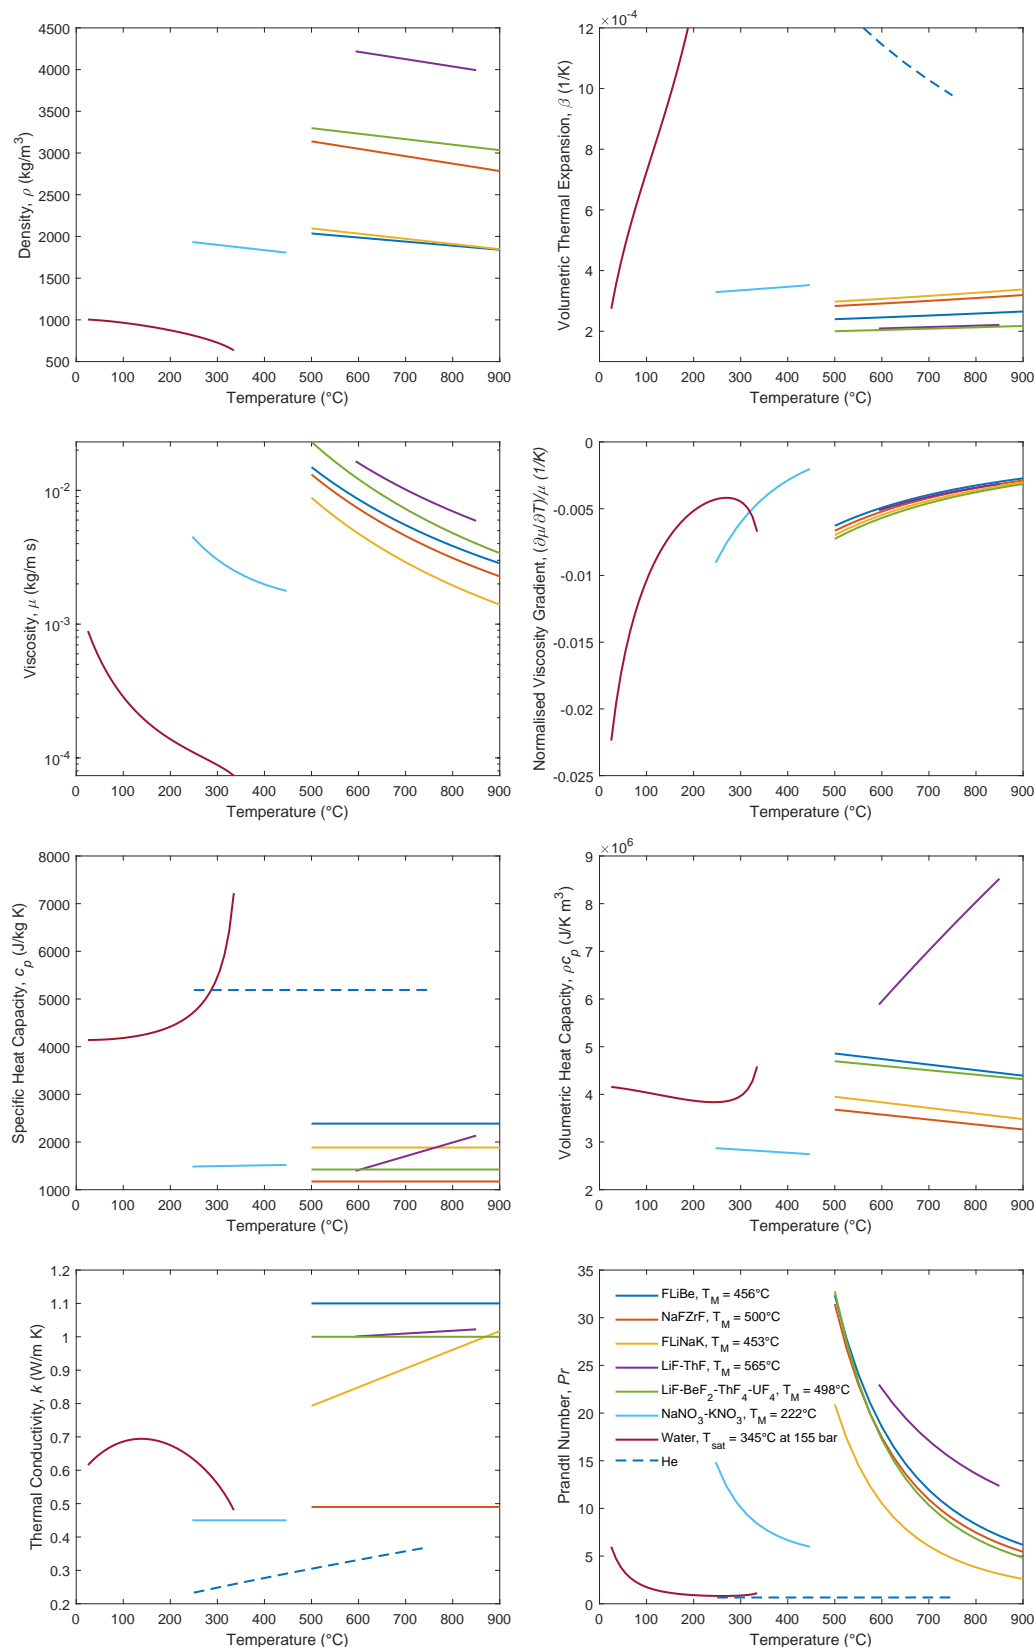 4500
4000
3500
3000
2500
2000
1500
1000
500
0 100 200 300 400 500 600 700 800 900
Density, ρ (kg/m³)
Temperature (°C)
×10⁻⁴
12
10
8
6
4
2
0 100 200 300 400 500 600 700 800 900
Volumetric Thermal Expansion, β (1/K)
Temperature (°C)
10⁻²
10⁻³
10⁻⁴
0 100 200 300 400 500 600 700 800 900
Viscosity, μ (kg/m s)
Temperature (°C)
0
-0.005
-0.01
-0.015
-0.02
-0.025
0 100 200 300 400 500 600 700 800 900
Normalised Viscosity Gradient, (∂μ/∂T)/μ (1/K)
Temperature (°C)
8000
7000
6000
5000
4000
3000
2000
1000
0 100 200 300 400 500 600 700 800 900
Specific Heat Capacity, cₚ (J/kg K)
Temperature (°C)
×10⁶
9
8
7
6
5
4
3
2
0 100 200 300 400 500 600 700 800 900
Volumetric Heat Capacity, ρcₚ (J/K m³)
Temperature (°C)
1.2
1.1
1
0.9
0.8
0.7
0.6
0.5
0.4
0.3
0.2
0 100 200 300 400 500 600 700 800 900
Thermal Conductivity, k (W/m K)
Temperature (°C)
35
30
25
20
15
10
5
0
0 100 200 300 400 500 600 700 800 900
Prandtl Number, Pr
Temperature (°C)
FLiBe, T_M = 456°C
NaFZrF, T_M = 500°C
FLiNaK, T_M = 453°C
LiF-ThF, T_M = 565°C
LiF-BeF₂-ThF₄-UF₄, T_M = 498°C
NaNO₃-KNO₃, T_M = 222°C
Water, T_sat = 345°C at 155 bar
He